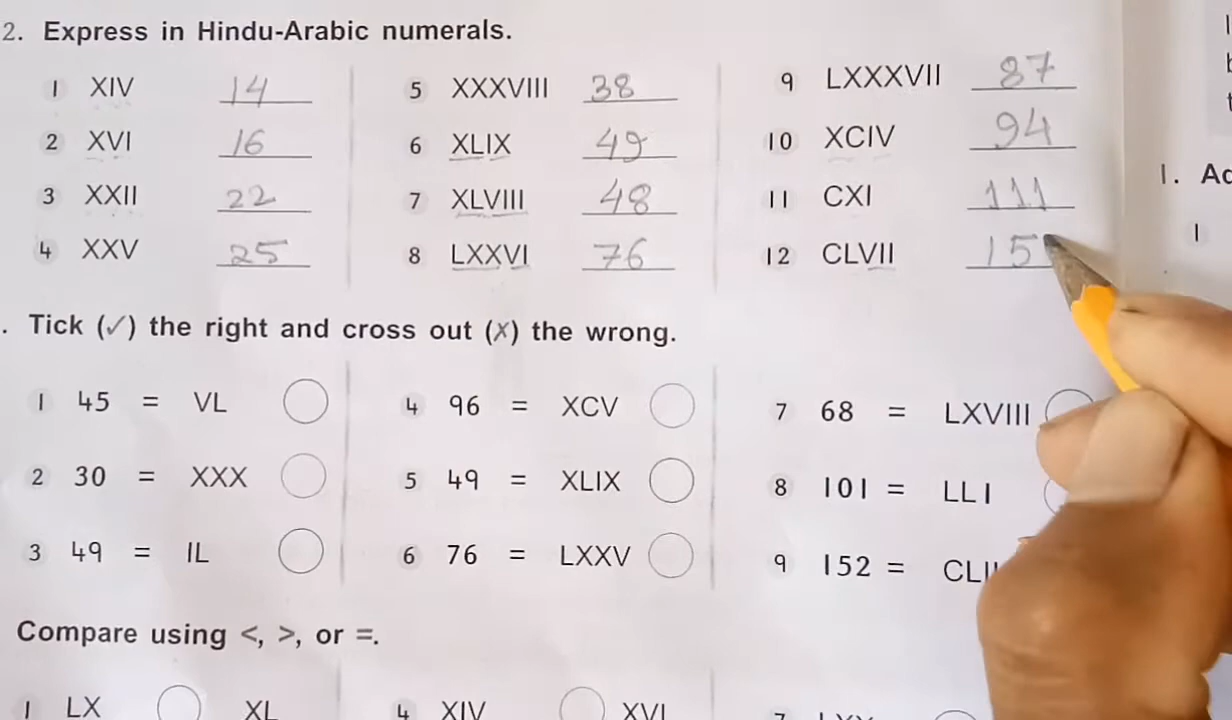 2. Express in Hindu-Arabic numerals.
1 XIV 14
2 XVI 16
3 XXII 22
4 XXV 25
5 XXXVIII 38
6 XLIX 49
7 XLVIII 48
8 LXXVI 76
9 LXXXVII 87
10 XCIV 94
11 CXI 111
12 CLVII 15
. Tick (✓) the right and cross out (✗) the wrong.
1 45 = VL
2 30 = XXX
3 49 = IL
4 96 = XCV
5 49 = XLIX
6 76 = LXXV
7 68 = LXVIII
8 101 = LLI
9 152 =
Compare using <, >, or =.
1 LX XL
4 XIV XVI
1. Ac
1